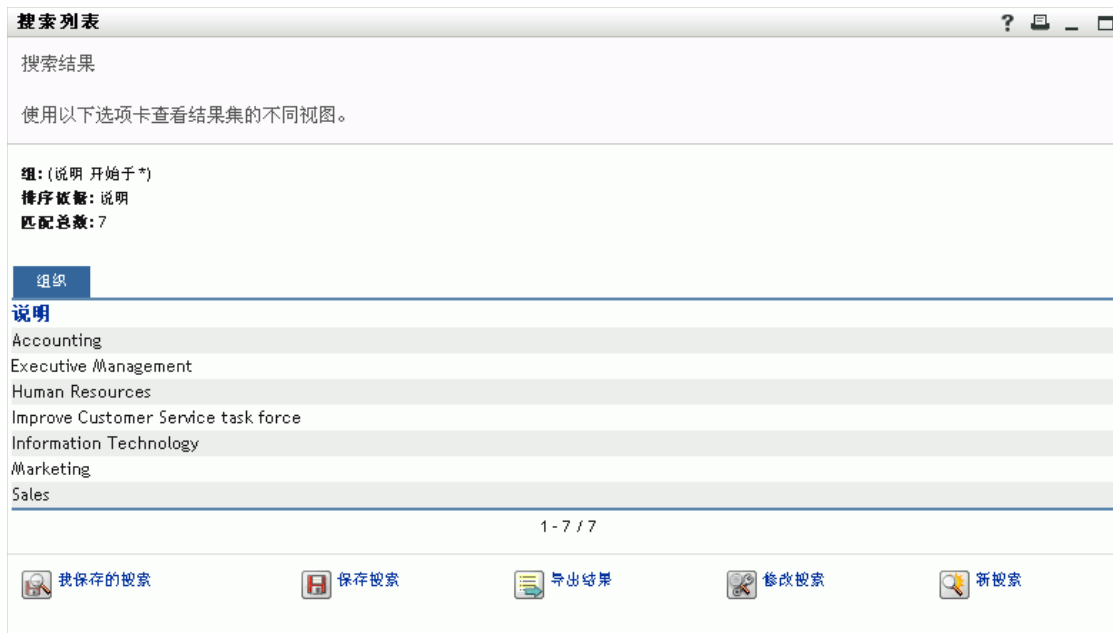 搜索列表
搜索结果
使用以下选项卡查看结果集的不同视图。
组: (说明 开始于 *)
排序依据: 说明
匹配总数: 7
组织
说明
Accounting
Executive Management
Human Resources
Improve Customer Service task force
Information Technology
Marketing
Sales
1 - 7 / 7
我保存的搜索 保存搜索 导出结果 修改搜索 新搜索